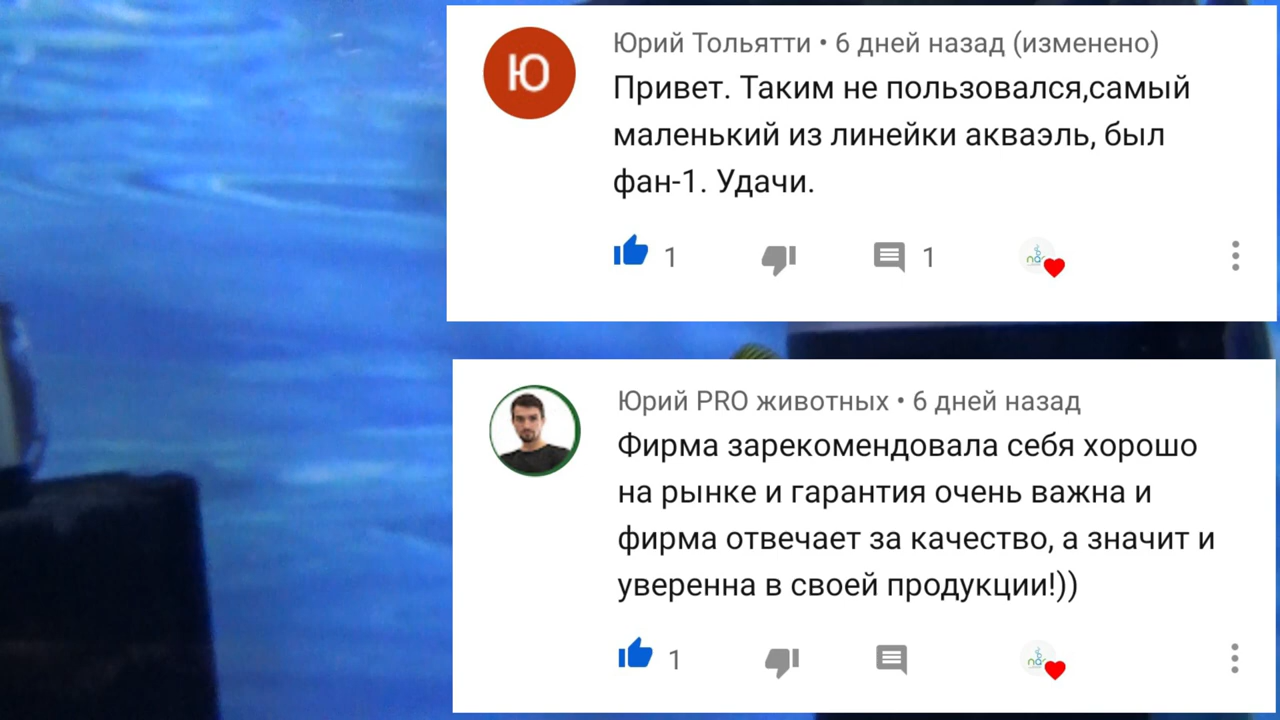 Ю
Юрий Тольятти • 6 дней назад (изменено)
Привет. Таким не пользовался,самый
маленький из линейки акваэль, был
фан-1. Удачи.
1
1
Юрий PRO животных • 6 дней назад
Фирма зарекомендовала себя хорошо
на рынке и гарантия очень важна и
фирма отвечает за качество, а значит и
уверенна в своей продукции!))
1